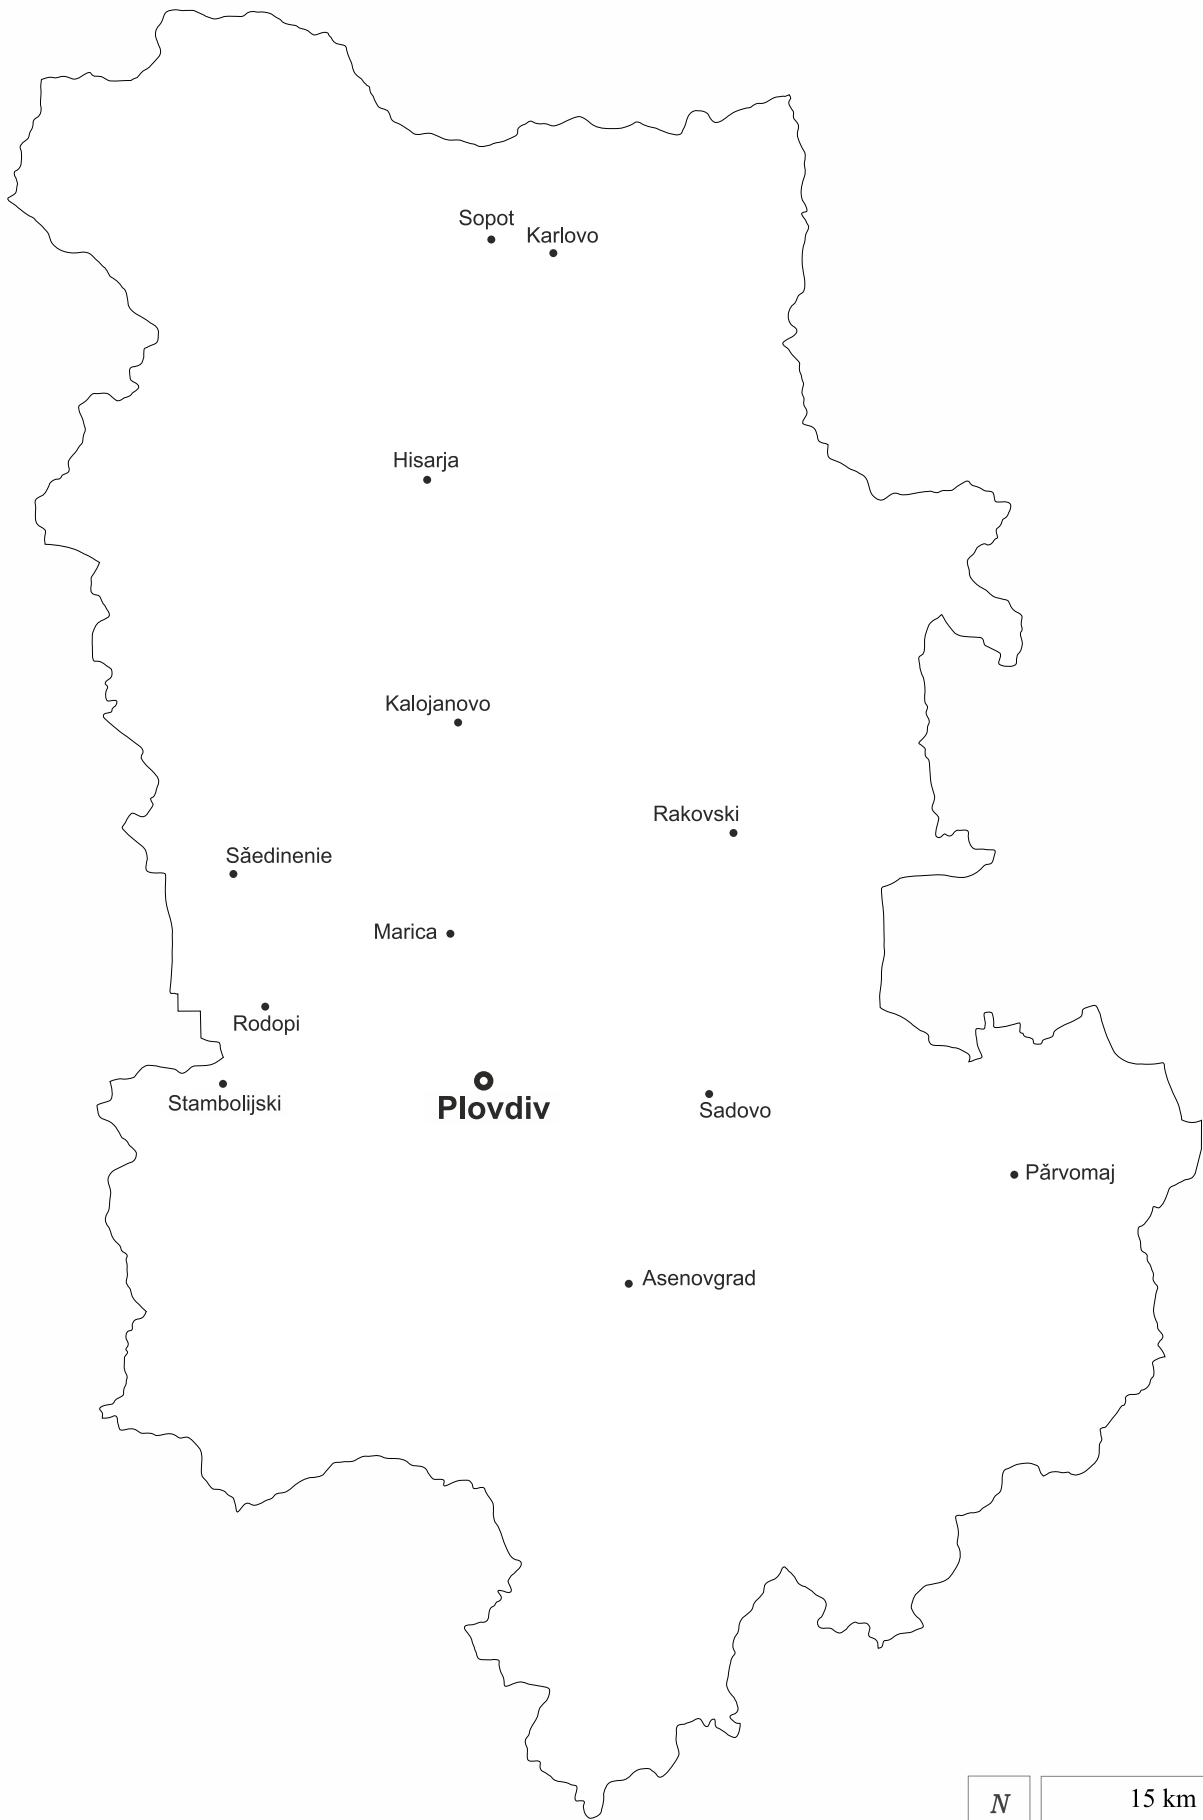 Sopot
Karlovo
Hisarja
Kalojanovo
Rakovski
Sǎedinenie
Marica
Rodopi
Stambolijski
Plovdiv
Sadovo
Pǎrvomaj
Asenovgrad
N
15 km